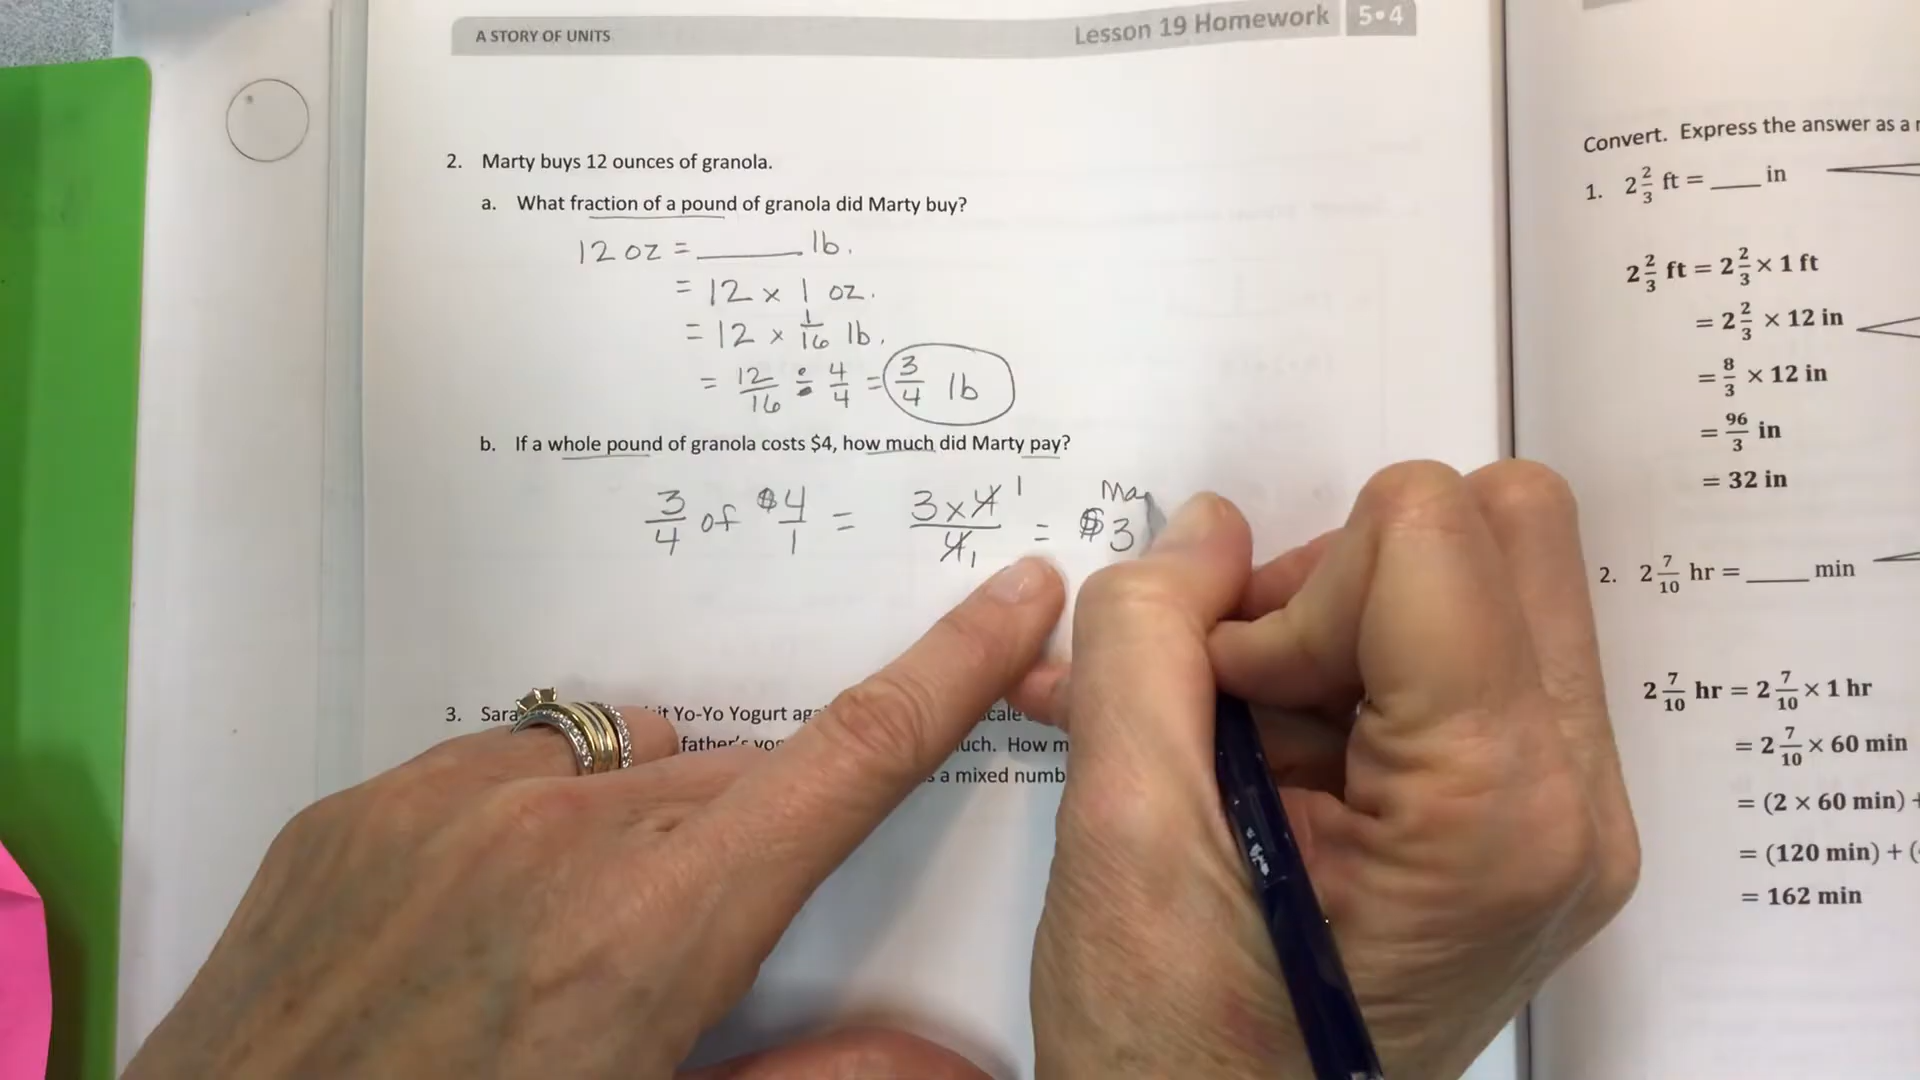 A STORY OF UNITS
Lesson 19 Homework 5•4
2. Marty buys 12 ounces of granola.
a. What fraction of a pound of granola did Marty buy?
12 oz = ______ lb.
= 12 x 1 oz.
= 12 x 1/16 lb.
= 12/16 ÷ 4/4 = 3/4 lb
b. If a whole pound of granola costs $4, how much did Marty pay?
3/4 of $4/1 = 3 x 4 1 / 4 1 = $3
3. Sara it Yo-Yo Yogurt scale
father's uch. How m
a mixed numb
Convert. Express the answer as a
1. 2 2/3 ft = ____ in
2 2/3 ft = 2 2/3 × 1 ft
= 2 2/3 × 12 in
= 8/3 × 12 in
= 96/3 in
= 32 in
2. 2 7/10 hr = _____ min
2 7/10 hr = 2 7/10 × 1 hr
= 2 7/10 × 60 min
= (2 × 60 min) +
= (120 min) + (
= 162 min